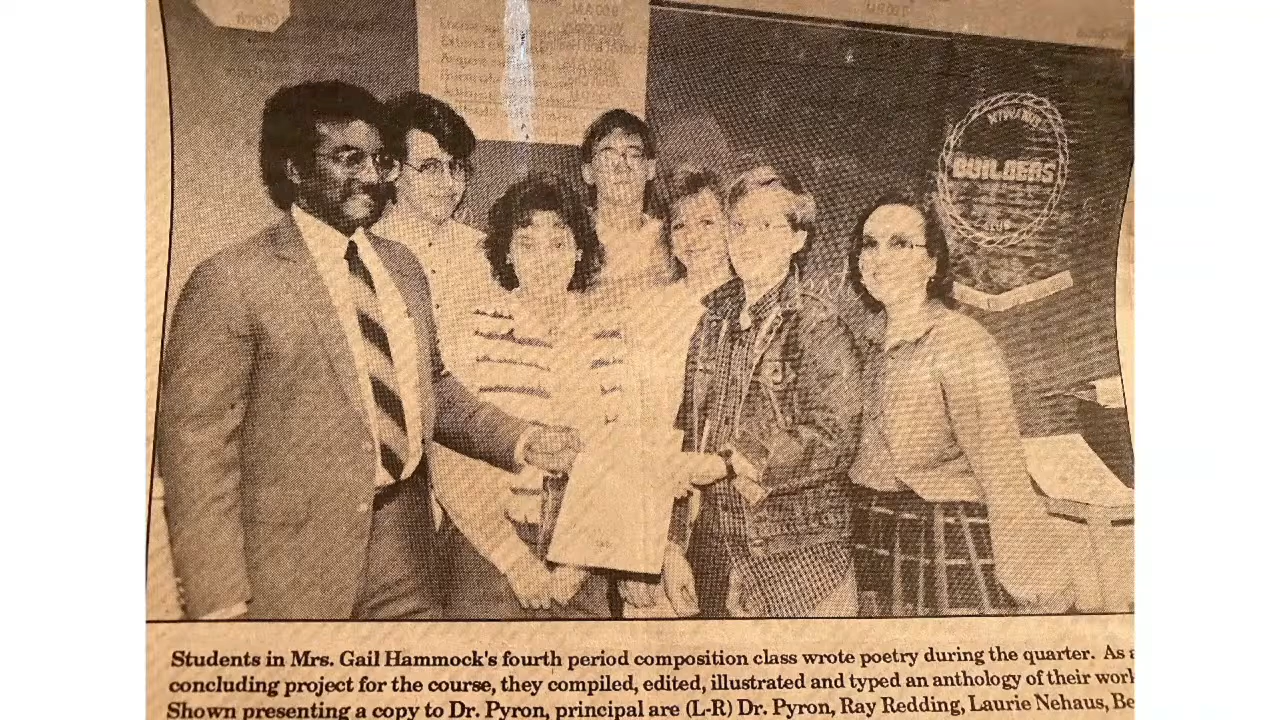 BUILDERS
Students in Mrs. Gail Hammock's fourth period composition class wrote poetry during the quarter. As a
concluding project for the course, they compiled, edited, illustrated and typed an anthology of their work
Shown presenting a copy to Dr. Pyron, principal are (L-R) Dr. Pyron, Ray Redding, Laurie Nehaus, Be